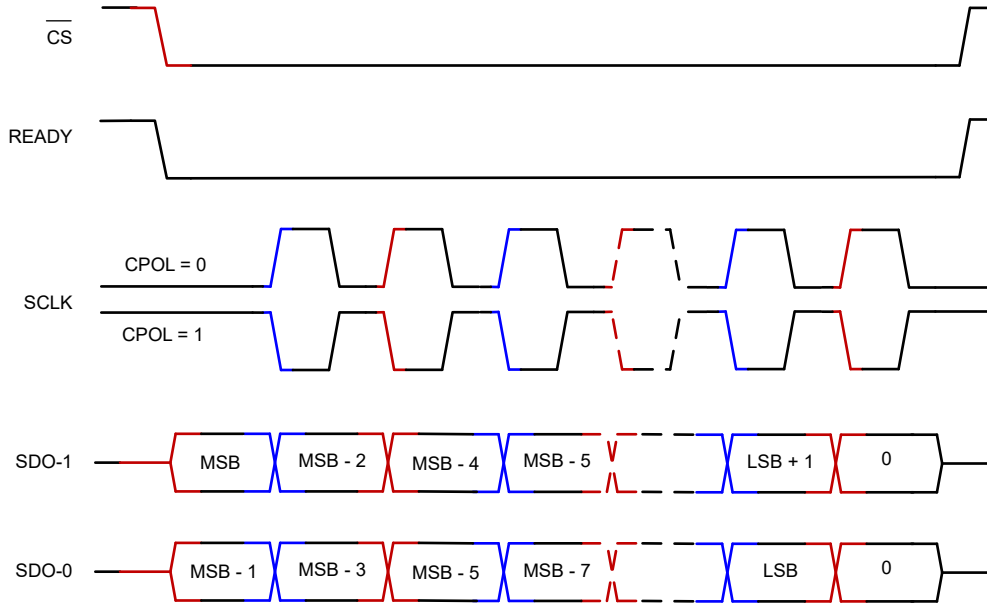 CS
READY
CPOL = 0
SCLK
CPOL = 1
SDO-1 MSB MSB - 2 MSB - 4 MSB - 5 LSB + 1 0
SDO-0 MSB - 1 MSB - 3 MSB - 5 MSB - 7 LSB 0